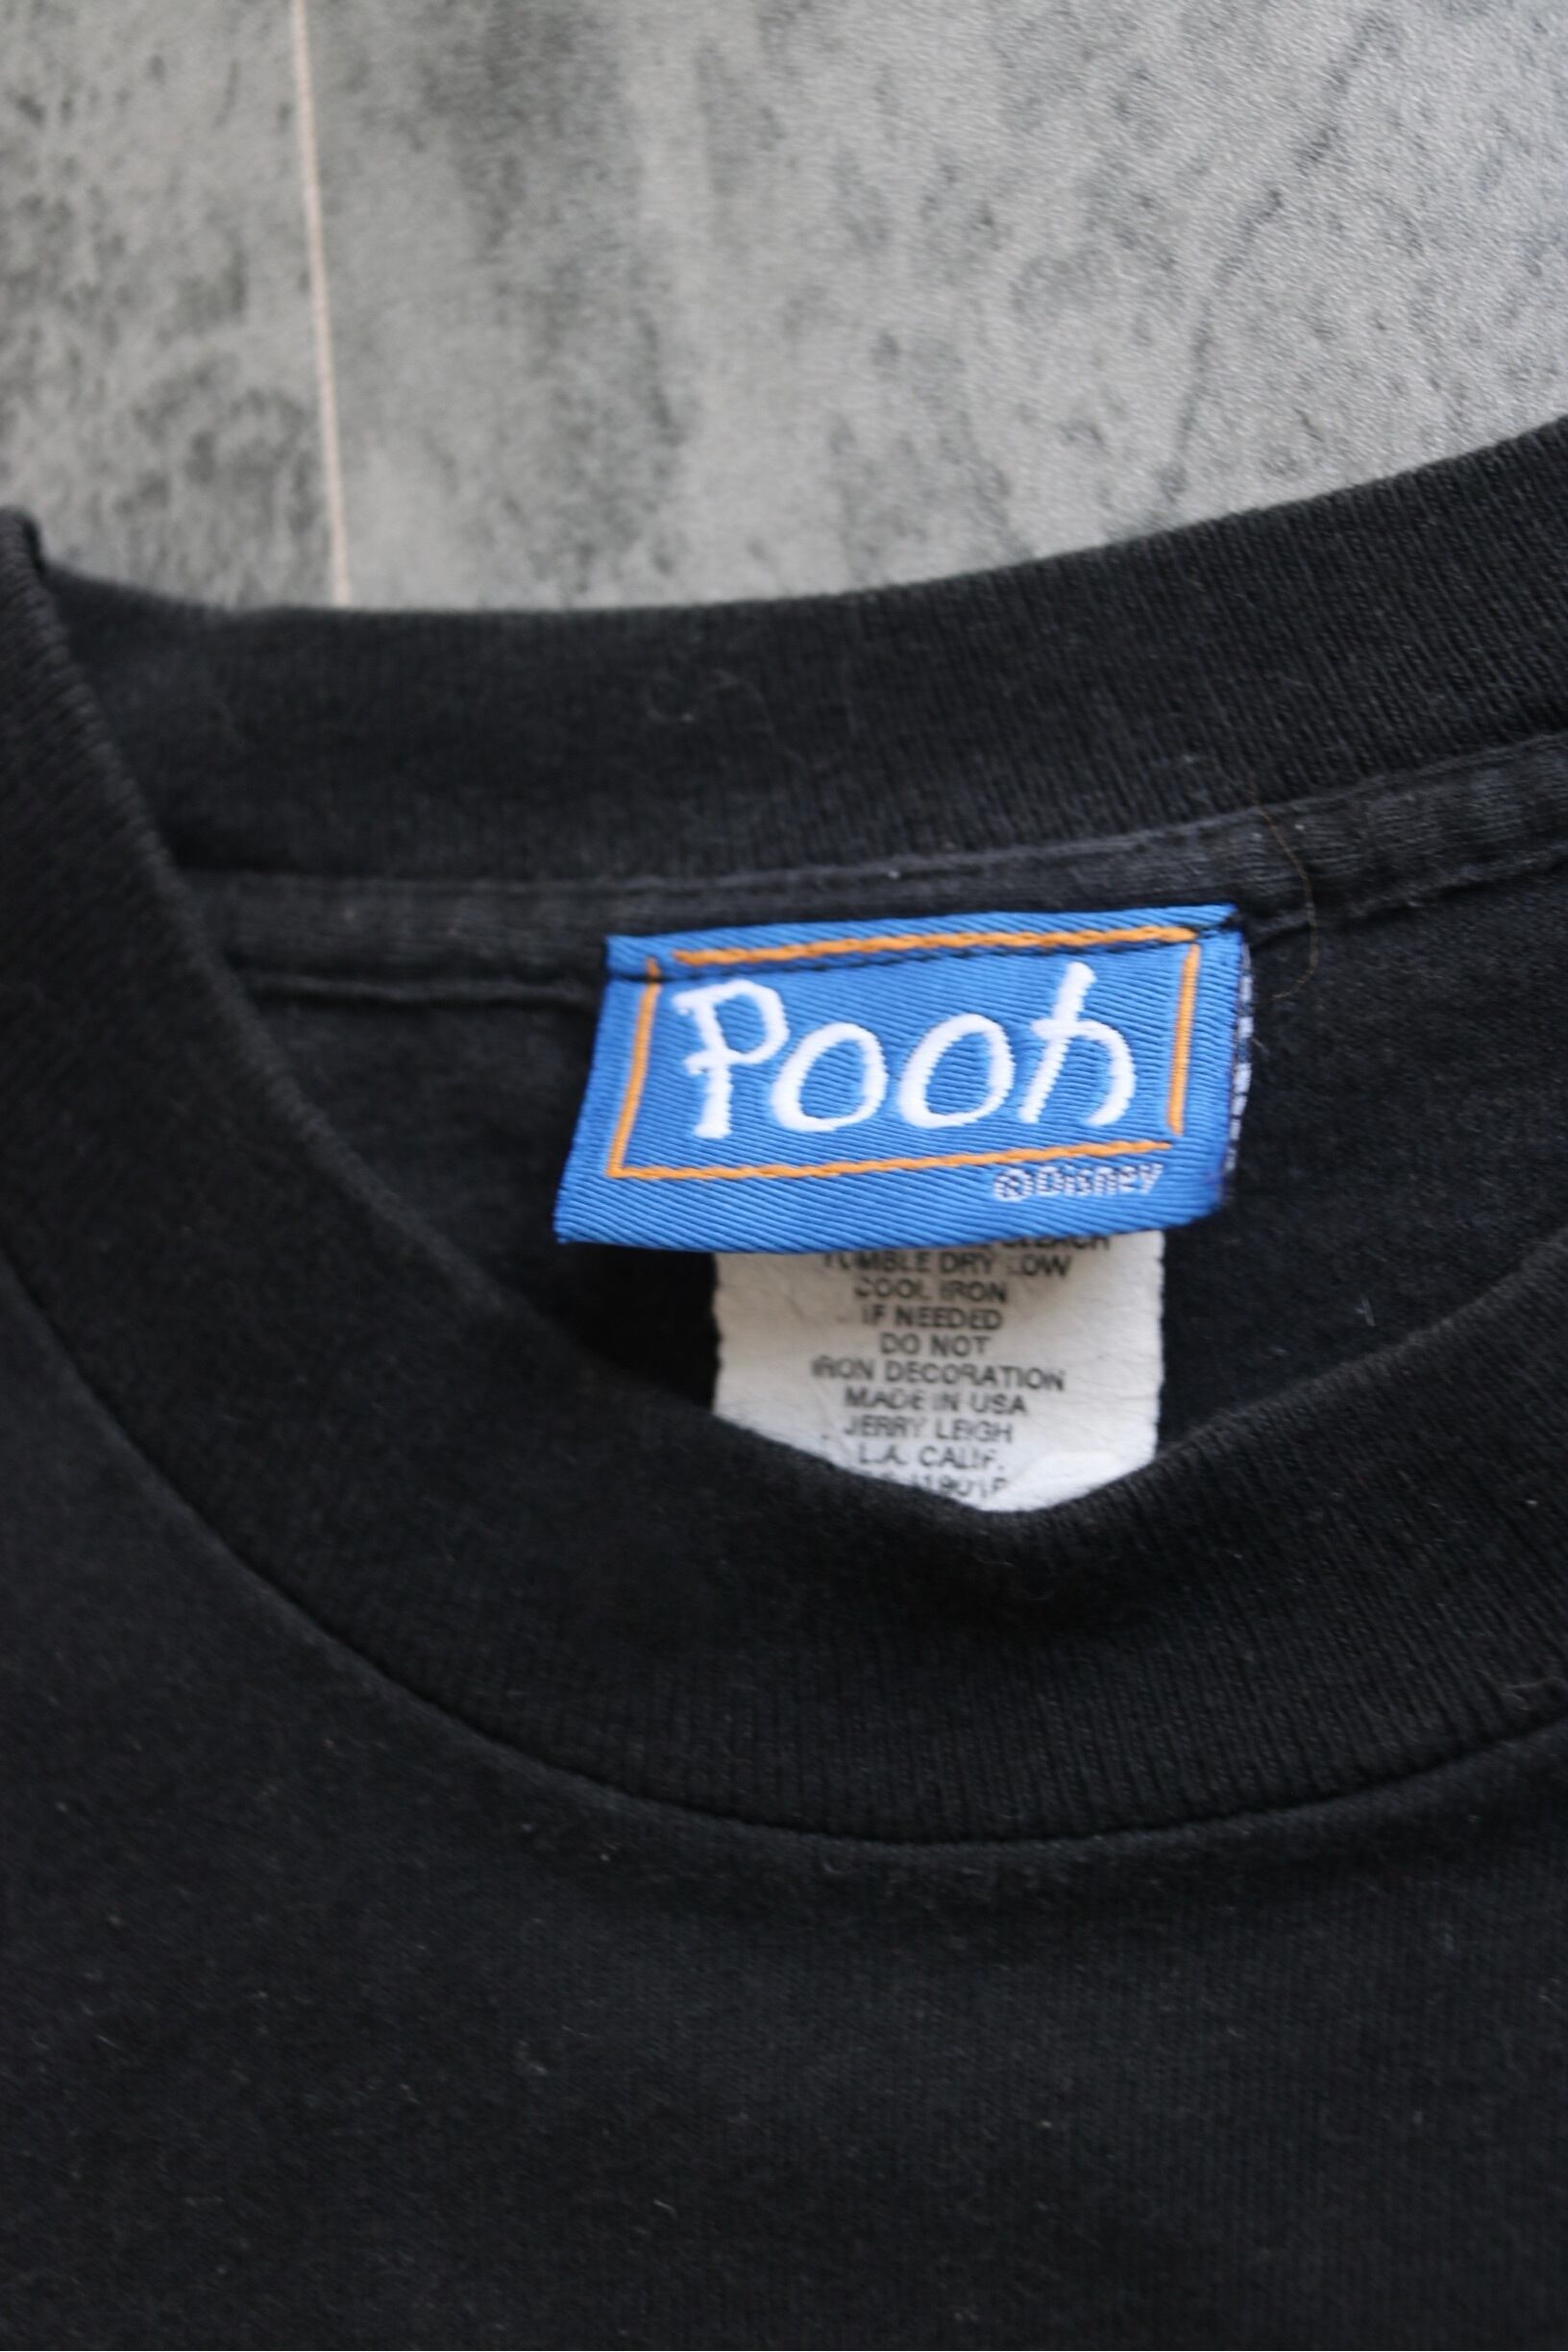 Pooh
©Disney
BLEACH
TUMBLE DRY LOW
COOL IRON
IF NEEDED
DO NOT
IRON DECORATION
MADE IN USA
JERRY LEIGH
L.A. CALIF.